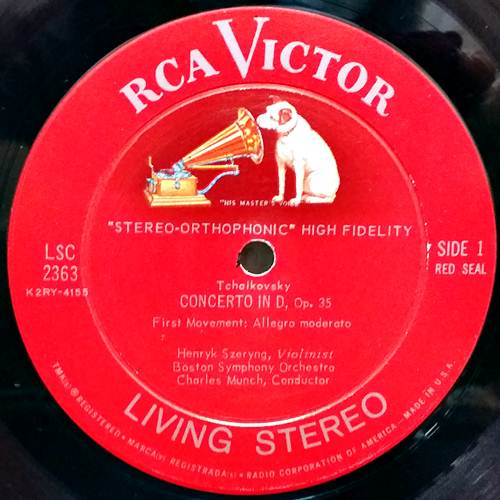 RCA VICTOR
"HIS MASTER'S VOICE"
"STEREO-ORTHOPHONIC" HIGH FIDELITY
LSC
2363
K2RY-4155
SIDE 1
RED SEAL
Tchaikovsky
CONCERTO IN D, Op. 35
First Movement: Allegro moderato
Henryk Szeryng, Violinist
Boston Symphony Orchestra
Charles Munch, Conductor
LIVING STEREO
TMK(s) ® REGISTERED • MARCA(s) REGISTRADA(s) • RADIO CORPORATION OF AMERICA — MADE IN U.S.A.